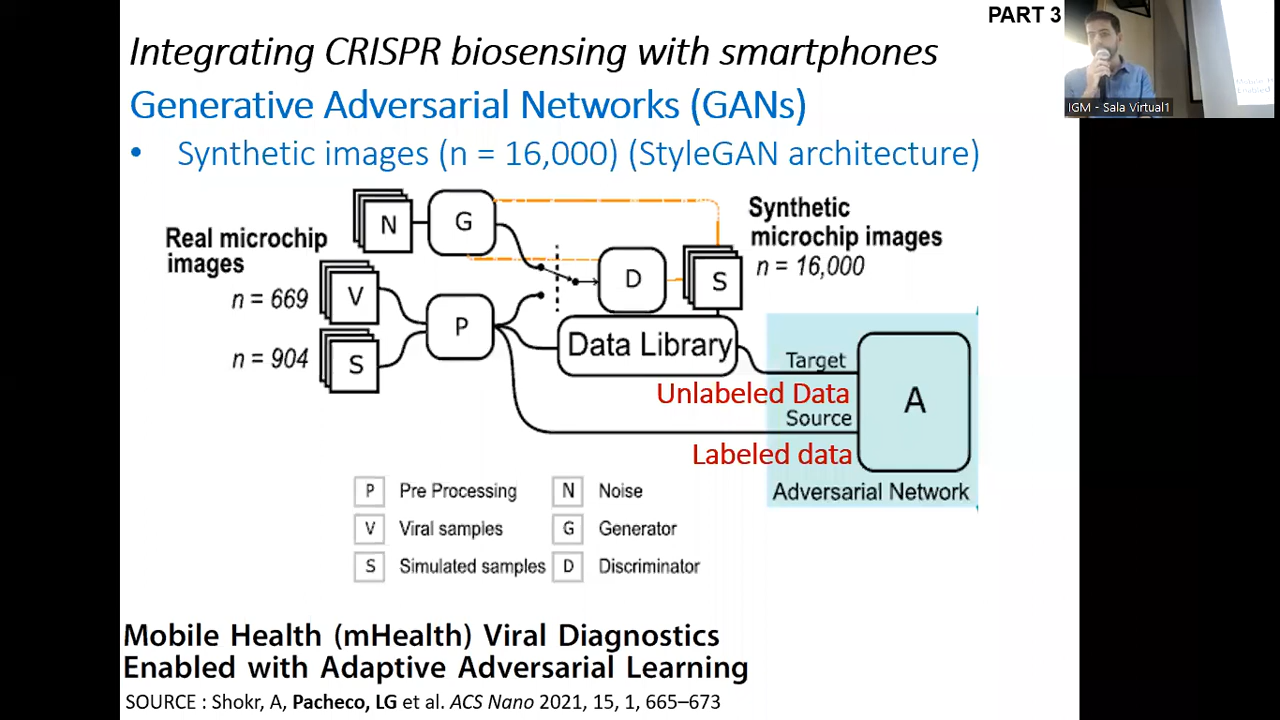 PART 3
Integrating CRISPR biosensing with smartphones
Generative Adversarial Networks (GANs)
• Synthetic images (n = 16,000) (StyleGAN architecture)
IGM - Sala Virtual1
N
G
Real microchip
images
n = 669
V
n = 904
S
P
D
S
Synthetic
microchip images
n = 16,000
Data Library
Target
Unlabeled Data
Source
Labeled data
A
Adversarial Network
P Pre Processing
N Noise
V Viral samples
G Generator
S Simulated samples
D Discriminator
Mobile Health (mHealth) Viral Diagnostics
Enabled with Adaptive Adversarial Learning
SOURCE : Shokr, A, Pacheco, LG et al. ACS Nano 2021, 15, 1, 665–673